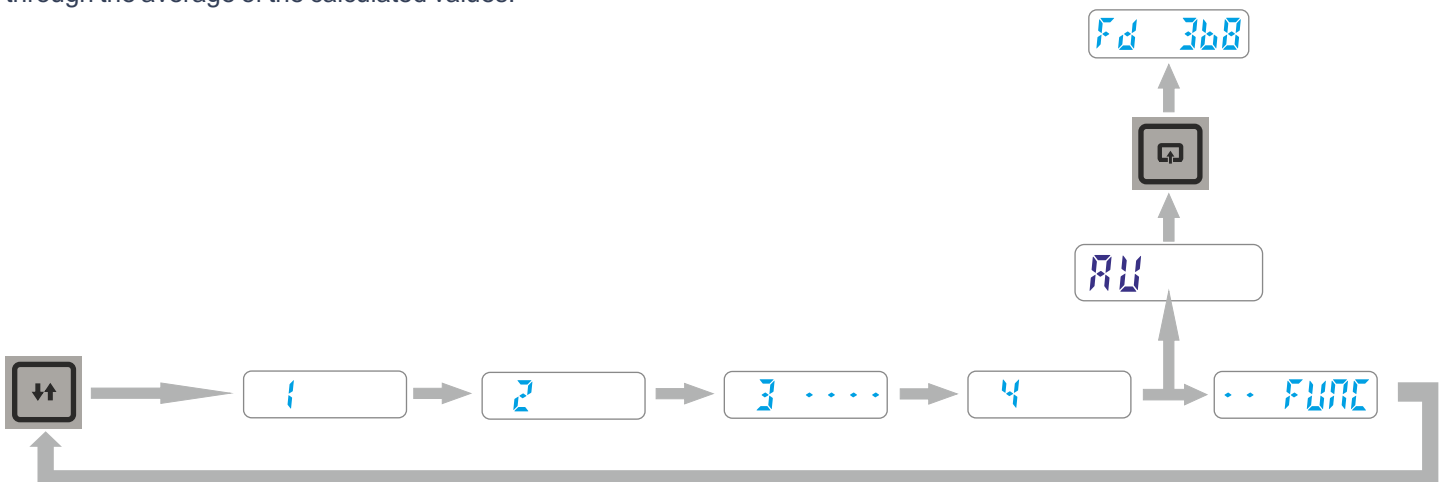 through the average of the calculated values.
Fd 3b8
AU
1
2
3 ----
4
-- FUNC